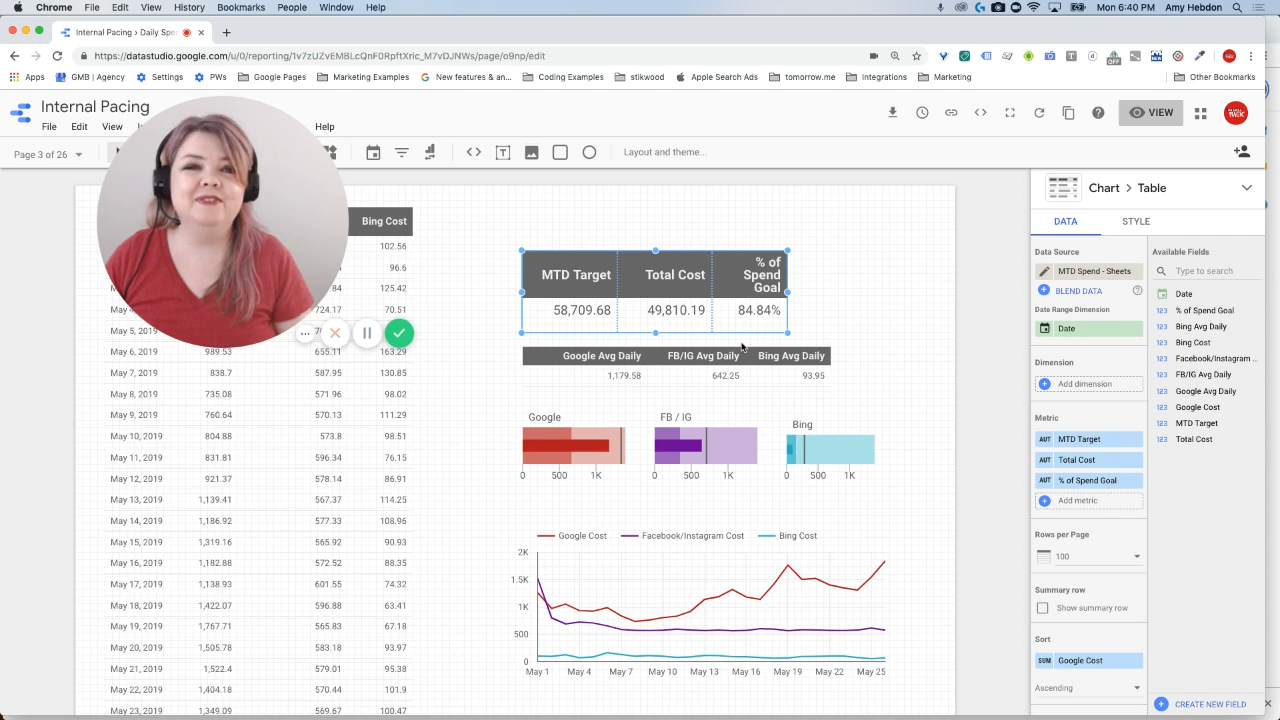 Chrome File Edit View History Bookmarks People Window Help Mon 6:40 PM Amy Hebdon
Internal Pacing › Daily Spe
https://datastudio.google.com/u/0/reporting/1v7zUZvEMBLcQnF0RpftXric_M7vDJNWs/page/o9np/edit
Apps GMB | Agency Settings PWs Google Pages Marketing Examples New features & an... Coding Examples stikwood Apple Search Ads tomorrow.me Integrations Marketing Other Bookmarks
Internal Pacing
File Edit View Help
VIEW
Page 3 of 26 Layout and theme...
Bing Cost
102.56
96.6
125.42
70.51
May 5, 2019
May 6, 2019 989.53 655.11 163.29
May 7, 2019 838.7 587.95 130.85
May 8, 2019 735.08 571.96 98.02
May 9, 2019 760.64 570.13 111.29
May 10, 2019 804.88 573.8 98.51
May 11, 2019 831.81 596.34 76.15
May 12, 2019 921.37 578.14 86.91
May 13, 2019 1,139.41 567.37 114.25
May 14, 2019 1,186.92 577.33 108.96
May 15, 2019 1,319.16 565.92 90.93
May 16, 2019 1,182.88 572.52 88.35
May 17, 2019 1,138.93 601.55 74.32
May 18, 2019 1,422.07 596.88 63.41
May 19, 2019 1,767.71 565.83 67.18
May 20, 2019 1,505.78 583.18 93.97
May 21, 2019 1,522.4 579.01 95.38
May 22, 2019 1,404.18 570.44 101.9
May 23, 2019 1,349.09 569.67 100.47
MTD Target Total Cost % of Spend Goal
58,709.68 49,810.19 84.84%
Google Avg Daily FB/IG Avg Daily Bing Avg Daily
1,179.58 642.25 93.95
Google FB / IG Bing
0 500 1K 0 500 1K 0 500 1K
Google Cost Facebook/Instagram Cost Bing Cost
2K
1.5K
1K
500
0
May 1 May 4 May 7 May 10 May 13 May 16 May 19 May 22 May 25
Chart > Table
DATA STYLE
Data Source
MTD Spend - Sheets
BLEND DATA
Date Range Dimension
Date
Dimension
Add dimension
Metric
AUT MTD Target
AUT Total Cost
AUT % of Spend Goal
Add metric
Rows per Page
100
Summary row
Show summary row
Sort
SUM Google Cost
Ascending
Available Fields
Type to search
Date
123 % of Spend Goal
123 Bing Avg Daily
123 Bing Cost
123 Facebook/Instagram ...
123 FB/IG Avg Daily
123 Google Avg Daily
123 Google Cost
123 MTD Target
123 Total Cost
CREATE NEW FIELD